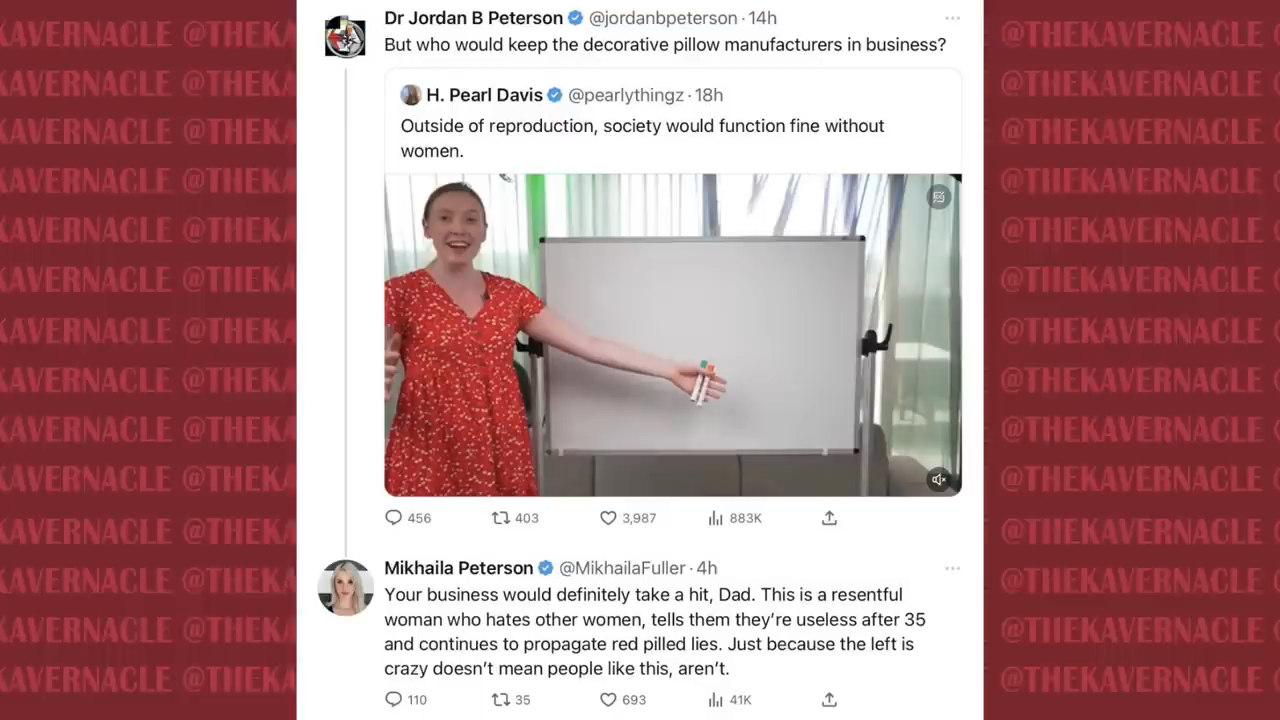 @THEKAVERNACLE
Dr Jordan B Peterson @jordanbpeterson · 14h
But who would keep the decorative pillow manufacturers in business?
H. Pearl Davis @pearlythingz · 18h
Outside of reproduction, society would function fine without
women.
456 403 3,987 883K
Mikhaila Peterson @MikhailaFuller · 4h
Your business would definitely take a hit, Dad. This is a resentful
woman who hates other women, tells them they're useless after 35
and continues to propagate red pilled lies. Just because the left is
crazy doesn't mean people like this, aren't.
110 35 693 41K